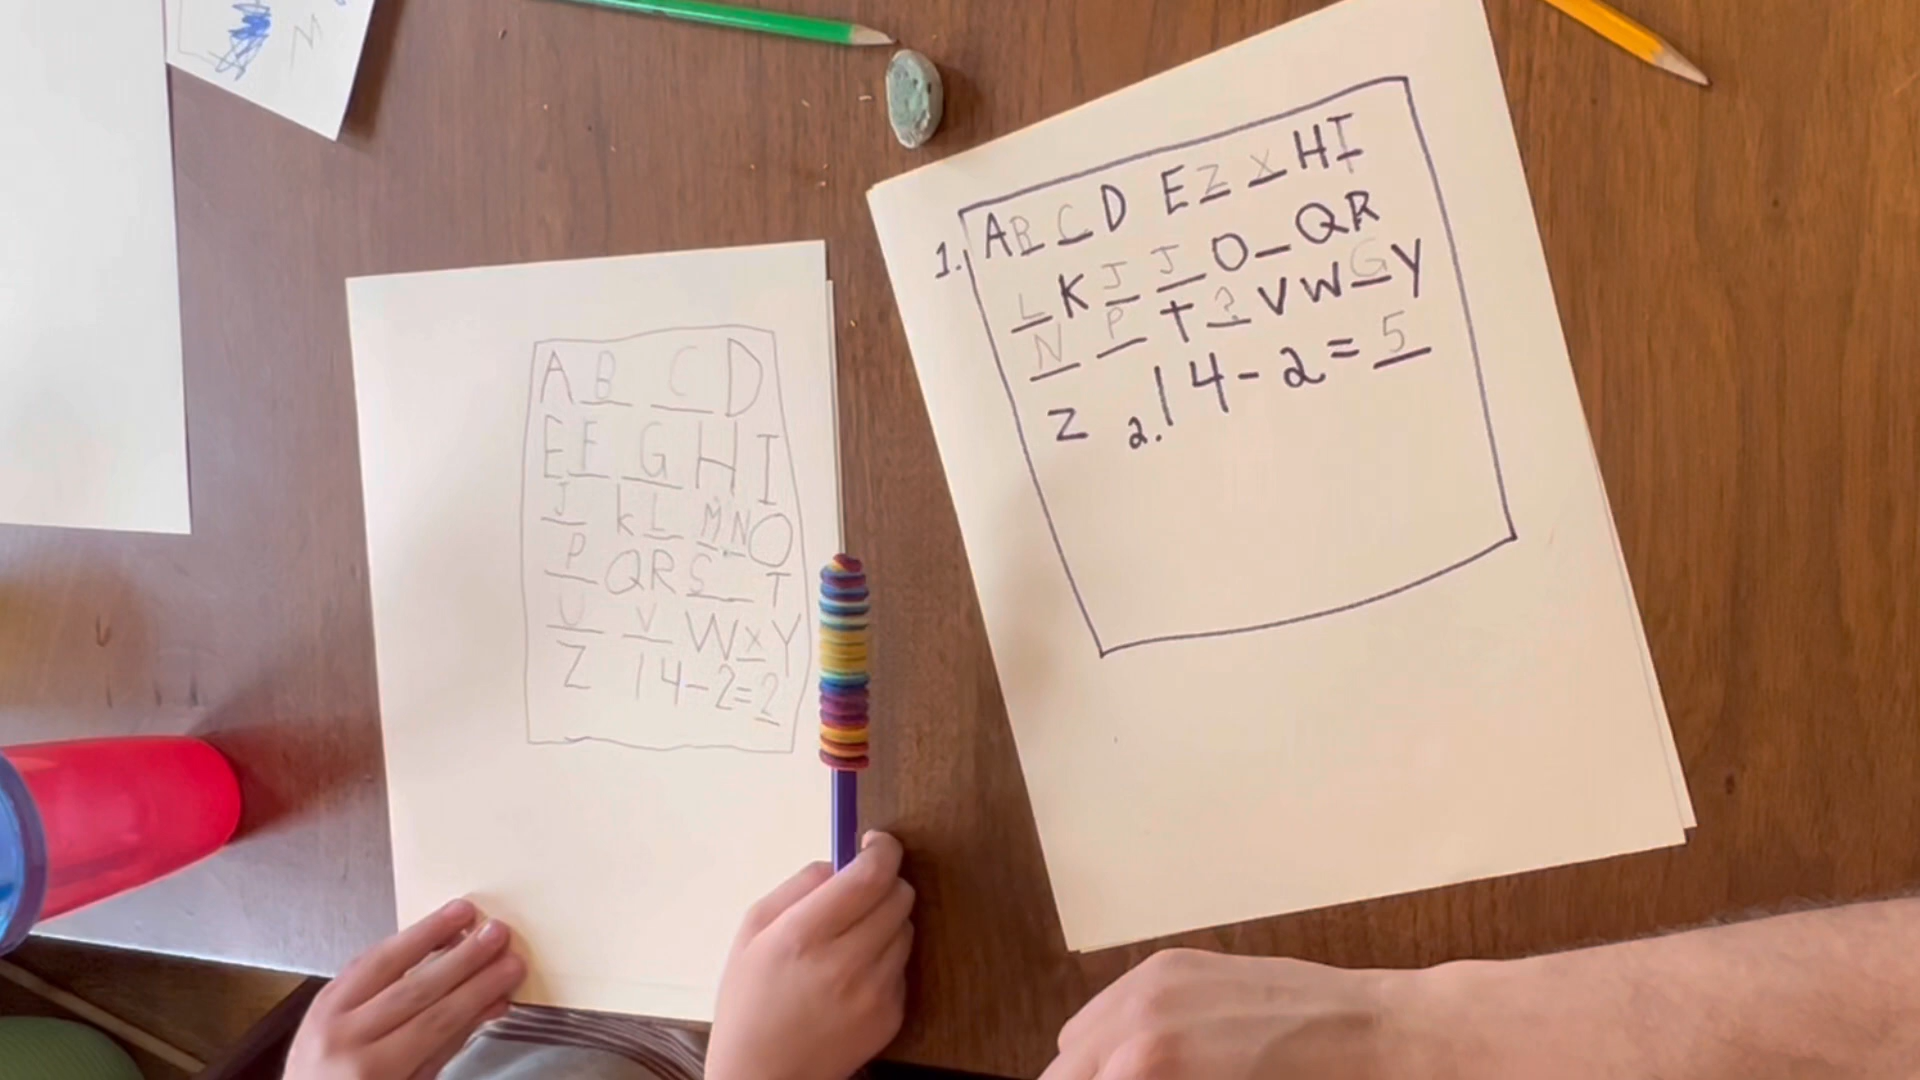 M
A B C D
E F G H I
J K L M N O
P Q R S T
U V W X Y
Z 14-2=2
1. A B C D E Z X H I
L K J J O _ Q R
N P T ? V W G Y
Z 2. 14-2=5